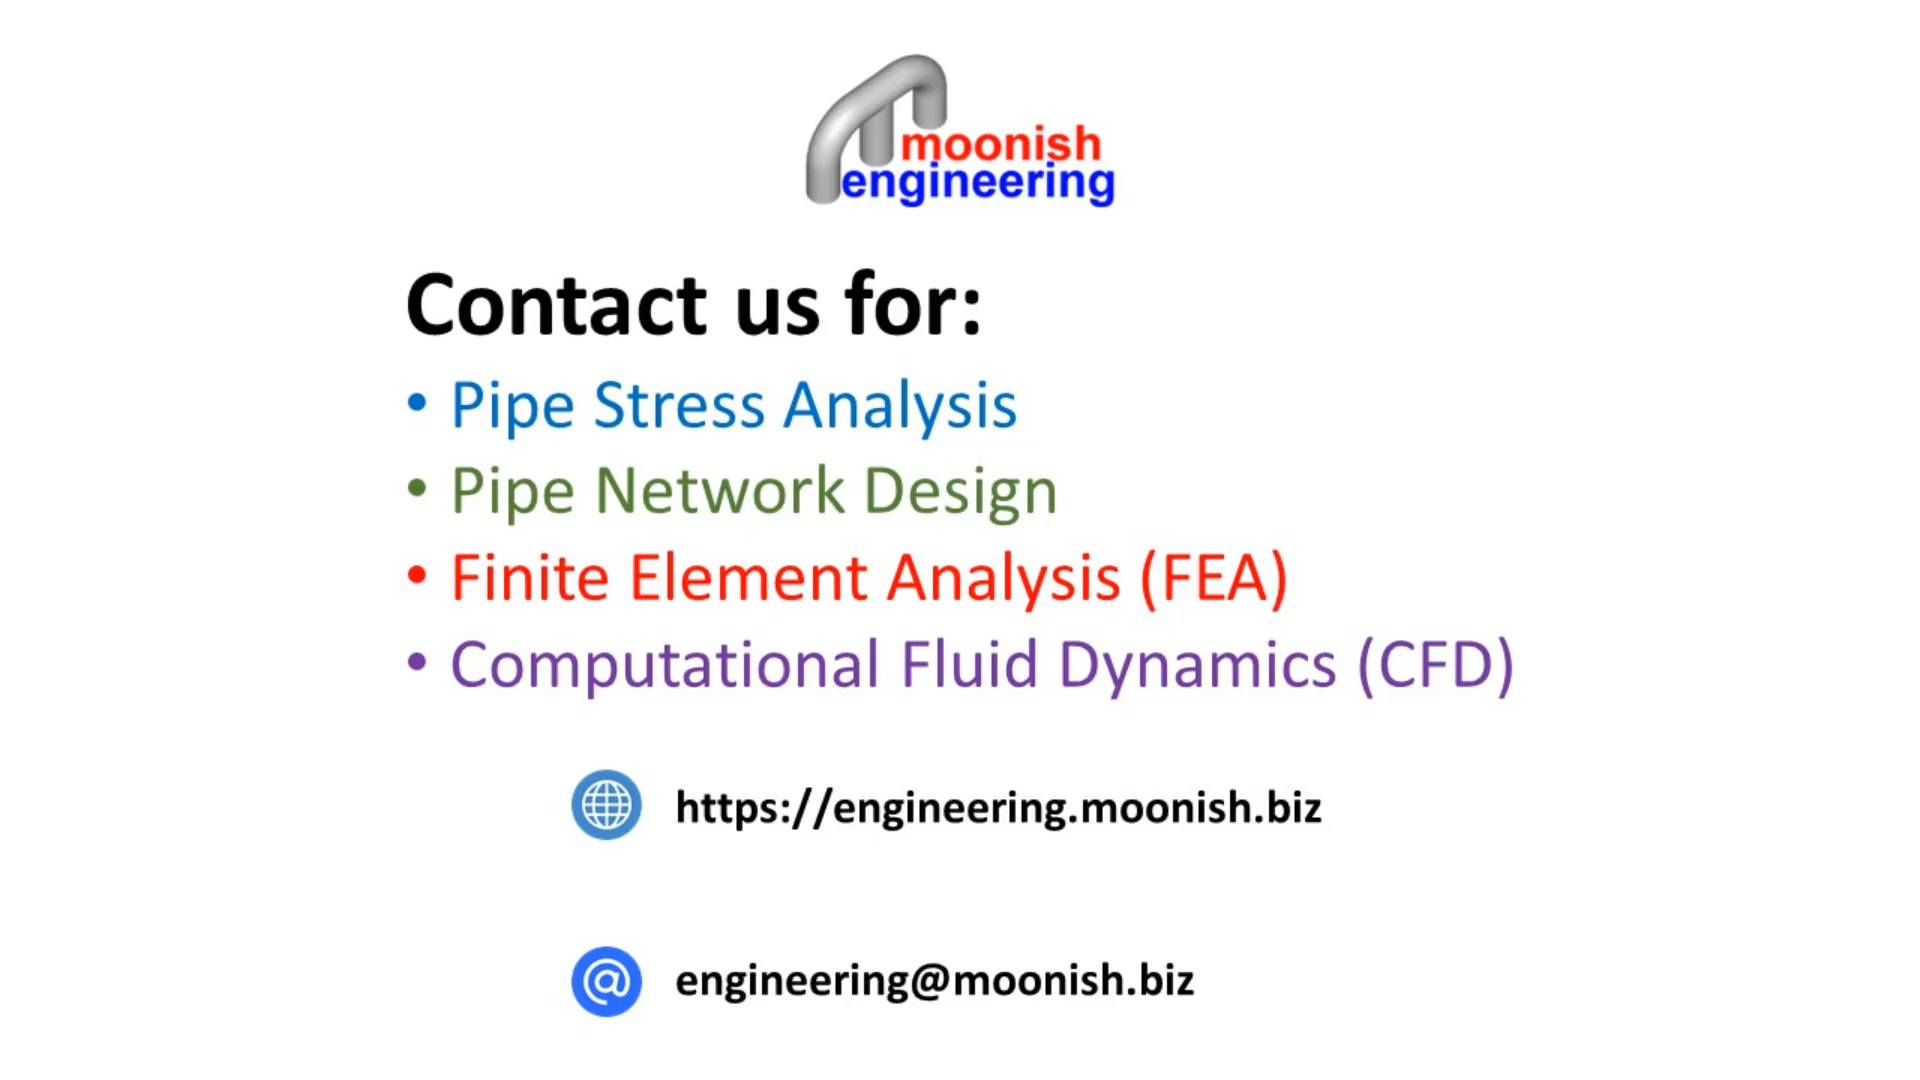 moonish
engineering
Contact us for:
• Pipe Stress Analysis
• Pipe Network Design
• Finite Element Analysis (FEA)
• Computational Fluid Dynamics (CFD)
https://engineering.moonish.biz
@ engineering@moonish.biz